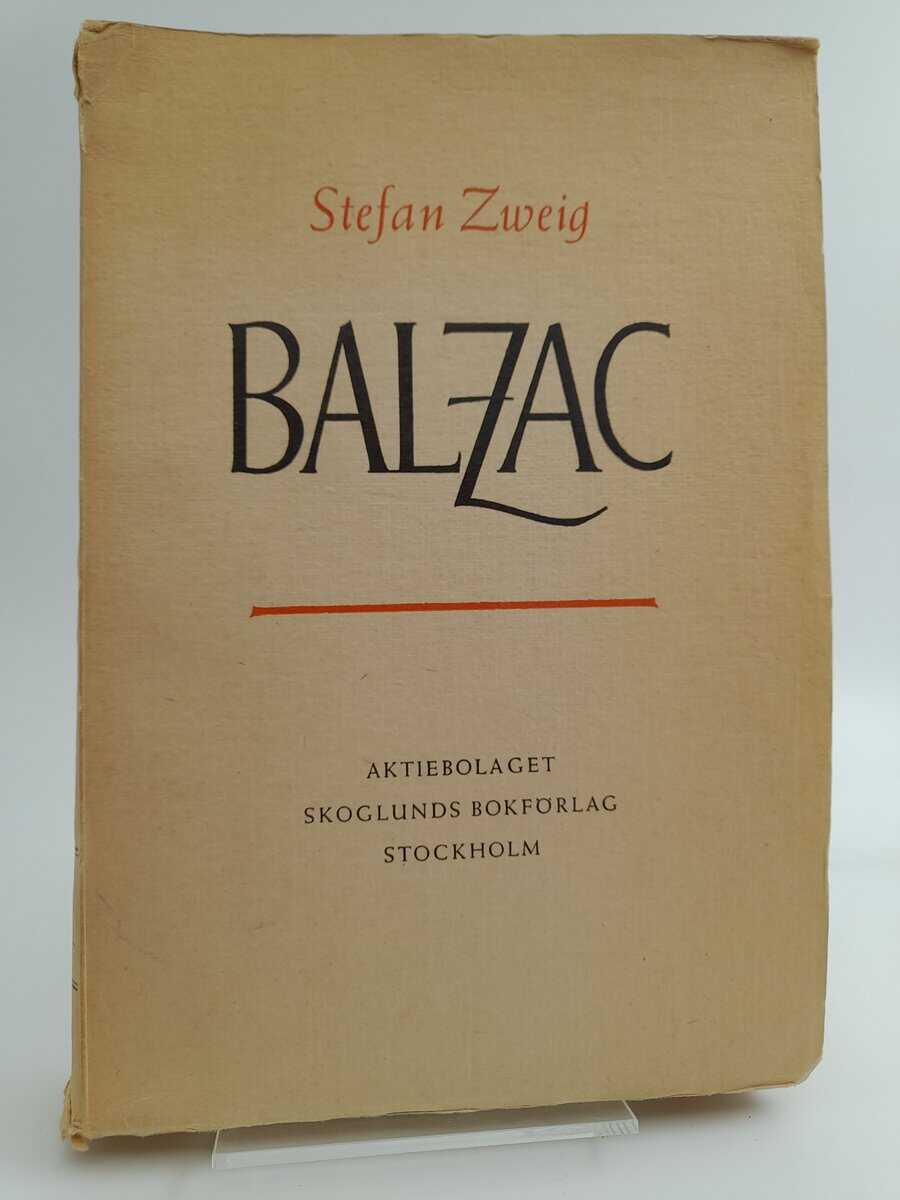 Stefan Zweig
BALZAC
AKTIEBOLAGET
SKOGLUNDS BOKFÖRLAG
STOCKHOLM